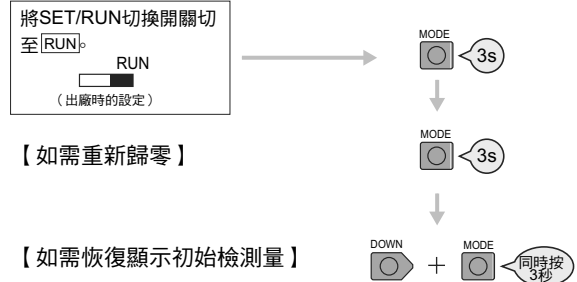 將SET/RUN切換開關切
至RUN。
RUN
（出廠時的設定）
MODE
3s
【如需重新歸零】
MODE
3s
【如需恢復顯示初始檢測量】
DOWN
+
MODE
同時按
3秒